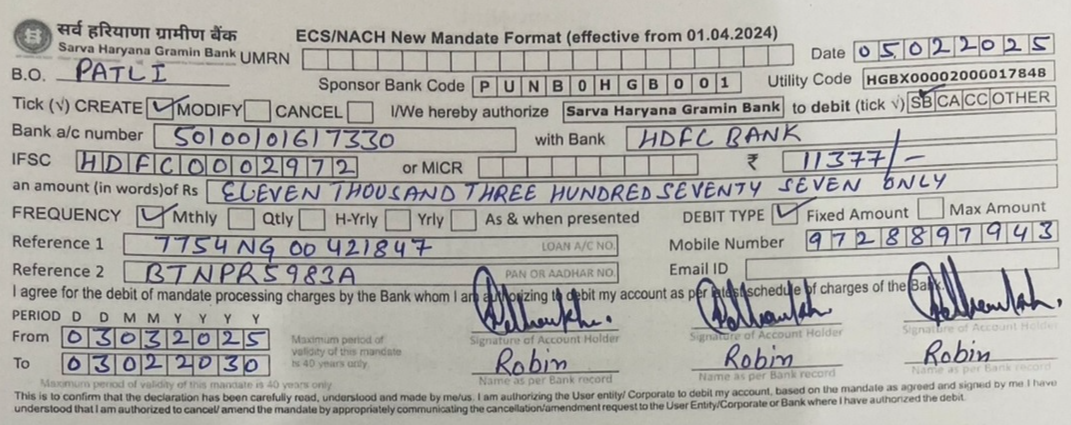 सर्व हरियाणा ग्रामीण बैंक
Sarva Haryana Gramin Bank
ECS/NACH New Mandate Format (effective from 01.04.2024)
UMRN Date 05022025
B.O. PATLI Sponsor Bank Code PUNB0HGB001 Utility Code HGBX00002000017848
Tick (√) CREATE ✓ MODIFY CANCEL I/We hereby authorize Sarva Haryana Gramin Bank to debit (tick √) SB CA CC OTHER
Bank a/c number 50100101617330 with Bank HDFC BANK
IFSC HDFC0002972 or MICR ₹ 11377/-
an amount (in words)of Rs ELEVEN THOUSAND THREE HUNDRED SEVENTY SEVEN ONLY
FREQUENCY ✓ Mthly Qtly H-Yrly Yrly As & when presented DEBIT TYPE ✓ Fixed Amount Max Amount
Reference 1 7754NG 00 421847 LOAN A/C NO. Mobile Number 9728897943
Reference 2 BTNPR5983A PAN OR AADHAR NO. Email ID
I agree for the debit of mandate processing charges by the Bank whom I am authorizing to debit my account as per latest schedule of charges of the Bank.
PERIOD D D M M Y Y Y Y
From 03032025
To 03022030
Maximum period of
validity of this mandate
is 40 years only
Signature of Account Holder Signature of Account Holder Signature of Account Holder
Robin Robin Robin
Name as per Bank record Name as per Bank record Name as per Bank record
Maximum period of validity of this mandate is 40 years only
This is to confirm that the declaration has been carefully read, understood and made by me/us. I am authorizing the User entity/ Corporate to debit my account, based on the mandate as agreed and signed by me I have
understood that I am authorized to cancel/ amend the mandate by appropriately communicating the cancellation/amendment request to the User Entity/Corporate or Bank where I have authorized the debit.